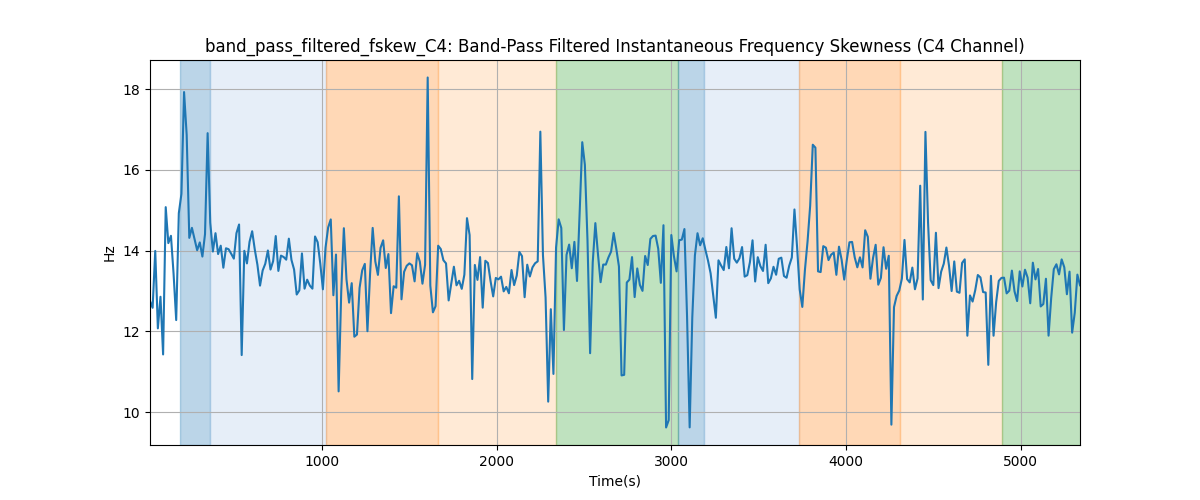 band_pass_filtered_fskew_C4: Band-Pass Filtered Instantaneous Frequency Skewness (C4 Channel)
18
16
14
12
10
Hz
1000 2000 3000 4000 5000
Time(s)